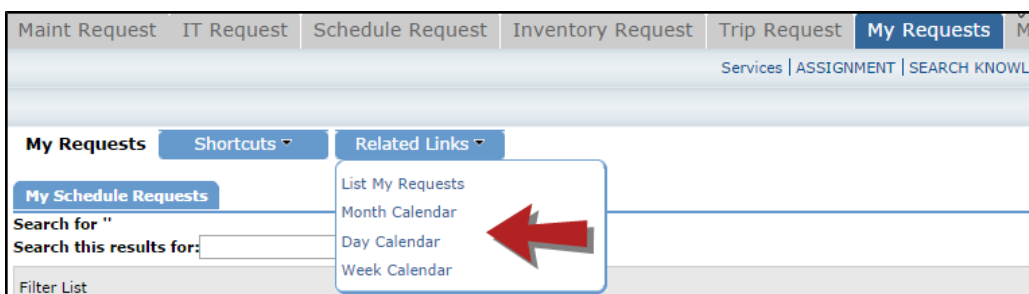 Maint Request IT Request Schedule Request Inventory Request Trip Request My Requests
Services | ASSIGNMENT | SEARCH KNOWL
My Requests Shortcuts Related Links
List My Requests
My Schedule Requests
Month Calendar
Search for ''
Day Calendar
Search this results for:
Week Calendar
Filter List